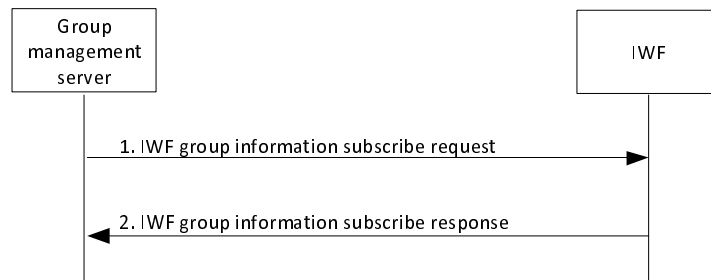 Group
management
server
IWF
1. IWF group information subscribe request
2. IWF group information subscribe response